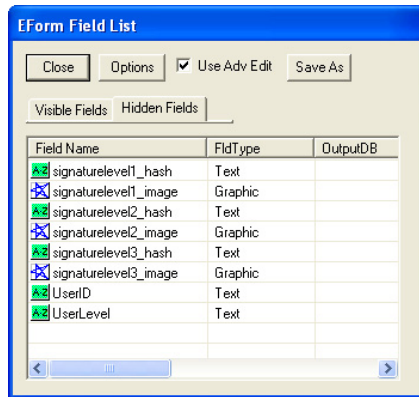 EForm Field List
Close Options Use Adv Edit Save As
Visible Fields Hidden Fields
Field Name FldType OutputDB
A-Z signaturelevel1_hash Text
signaturelevel1_image Graphic
A-Z signaturelevel2_hash Text
signaturelevel2_image Graphic
A-Z signaturelevel3_hash Text
signaturelevel3_image Graphic
A-Z UserID Text
A-Z UserLevel Text